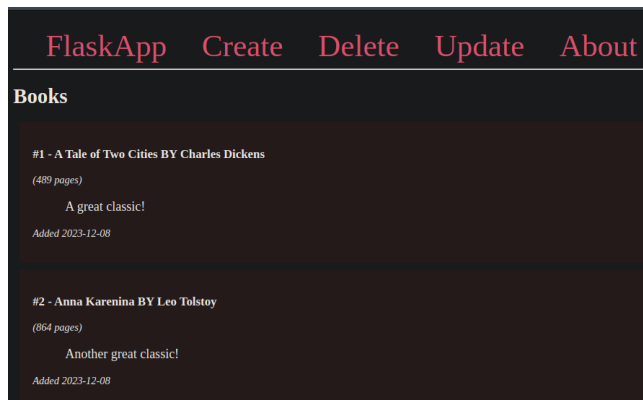 FlaskApp Create Delete Update About
Books
#1 - A Tale of Two Cities BY Charles Dickens
(489 pages)
A great classic!
Added 2023-12-08
#2 - Anna Karenina BY Leo Tolstoy
(864 pages)
Another great classic!
Added 2023-12-08